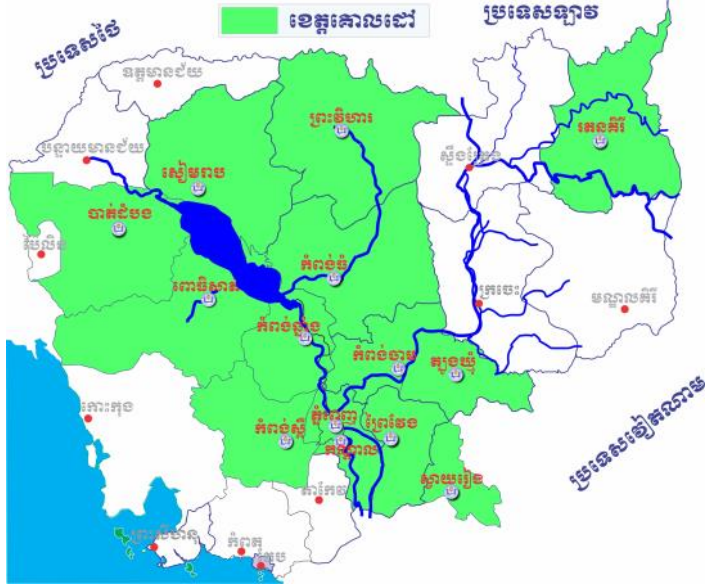 ខេត្តគោលដៅ
ប្រទេសឡាវ
ប្រទេសថៃ
ឧត្តមានជ័យ
ព្រះវិហារ
រតនគិរី
បន្ទាយមានជ័យ
ស្ទឹងត្រែង
សៀមរាប
បាត់ដំបង
ប៉ៃលិន
កំពង់ធំ
ពោធិ៍សាត់
ក្រចេះ
មណ្ឌលគិរី
កំពង់ឆ្នាំង
កំពង់ចាម
ត្បូងឃ្មុំ
កោះកុង
ភ្នំពេញ
កំពង់ស្ពឺ
ព្រៃវែង
កណ្តាល
ប្រទេសវៀតណាម
ស្វាយរៀង
តាកែវ
ព្រះសីហនុ
កំពត
កែប